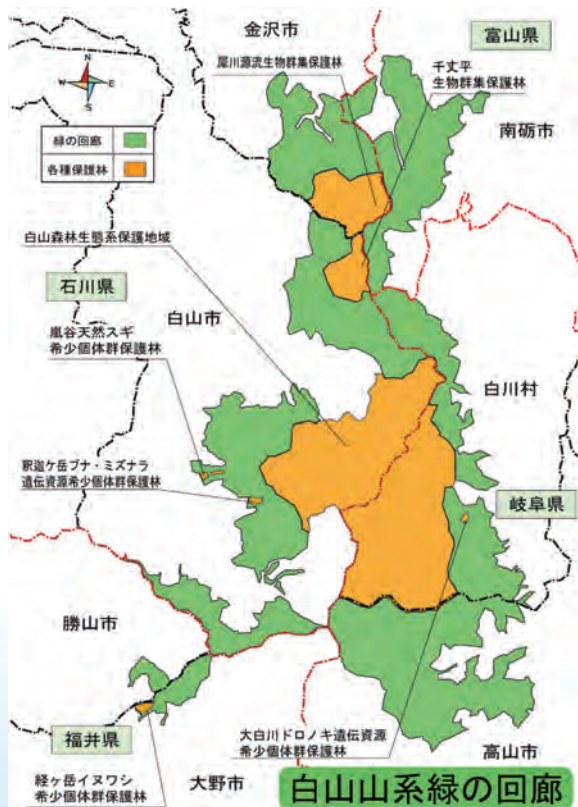 金沢市
富山県
犀川源流生物群集保護林
千丈平
生物群集保護林
南砺市
N
W
E
S
緑の回廊
各種保護林
白山森林生態系保護地域
石川県
白山市
嵐谷天然スギ
希少個体群保護林
白川村
釈迦ケ岳ブナ・ミズナラ
遺伝資源希少個体群保護林
岐阜県
勝山市
福井県
大白川ドロノキ遺伝資源
希少個体群保護林
高山市
経ヶ岳イヌワシ
希少個体群保護林
大野市
白山山系緑の回廊